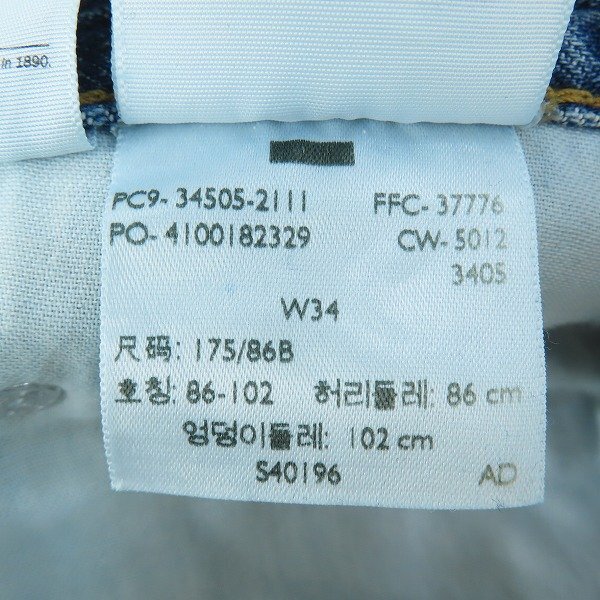 in 1890.
PC9- 34505-2111 FFC- 37776
PO- 4100182329 CW- 5012
3405
W34
尺码: 175/86B
호칭: 86-102 허리둘레: 86 cm
엉덩이둘레: 102 cm
S40196 AD